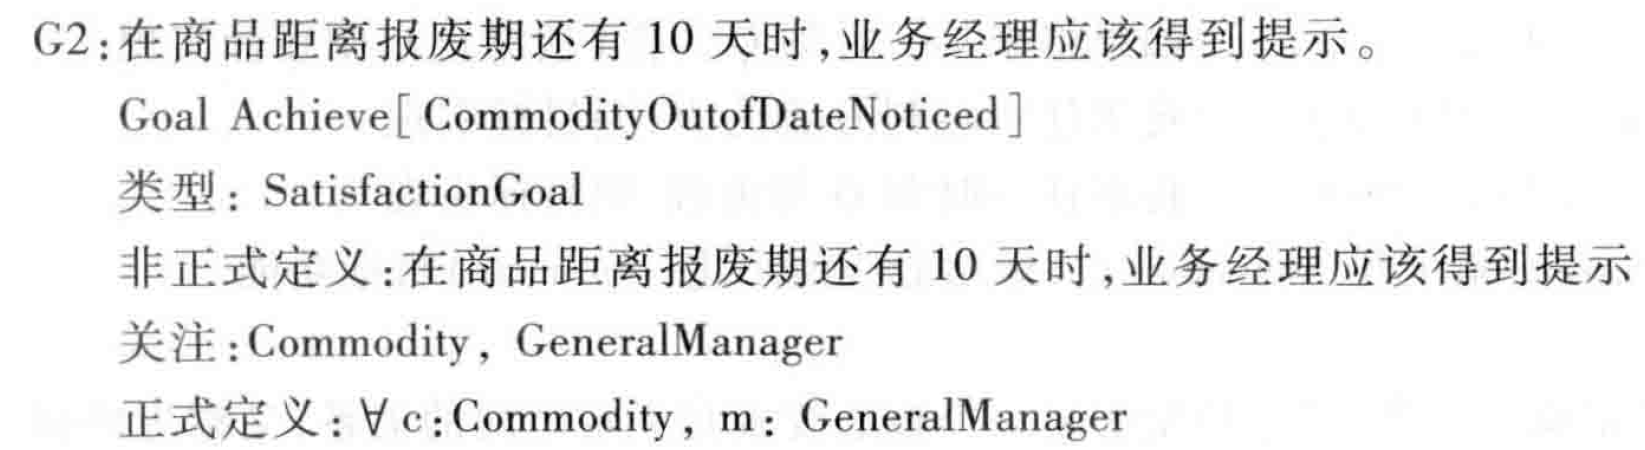 G2:在商品距离报废期还有 10 天时,业务经理应该得到提示。
Goal Achieve[CommodityOutofDateNoticed]
类型: SatisfactionGoal
非正式定义:在商品距离报废期还有 10 天时,业务经理应该得到提示
关注:Commodity, GeneralManager
正式定义:∀c:Commodity, m: GeneralManager